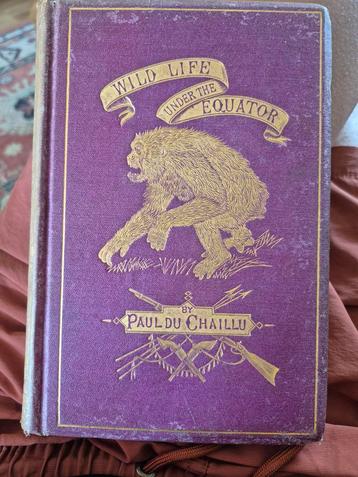 WILD LIFE
UNDER THE
EQUATOR
BY
PAUL DU CHAILLU